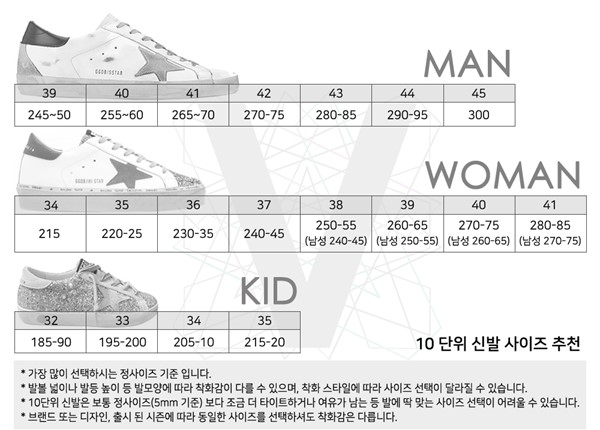 GGDB/SSTAR
MAN
39 40 41 42 43 44 45
245~50 255~60 265~70 270-75 280-85 290-95 300
GGDB/HI STAR
WOMAN
34 35 36 37 38 39 40 41
215 220-25 230-35 240-45 250-55 260-65 270-75 280-85
(남성 240-45) (남성 250-55) (남성 260-65) (남성 270-75)
KID
32 33 34 35
185-90 195-200 205-10 215-20
10 단위 신발 사이즈 추천
* 가장 많이 선택하시는 정사이즈 기준 입니다.
* 발볼 넓이나 발등 높이 등 발모양에 따라 착화감이 다를 수 있으며, 착화 스타일에 따라 사이즈 선택이 달라질 수 있습니다.
* 10단위 신발은 보통 정사이즈(5mm 기준) 보다 조금 더 타이트하거나 여유가 남는 등 발에 딱 맞는 사이즈 선택이 어려울 수 있습니다.
* 브랜드 또는 디자인, 출시 된 시즌에 따라 동일한 사이즈를 선택하셔도 착화감은 다릅니다.